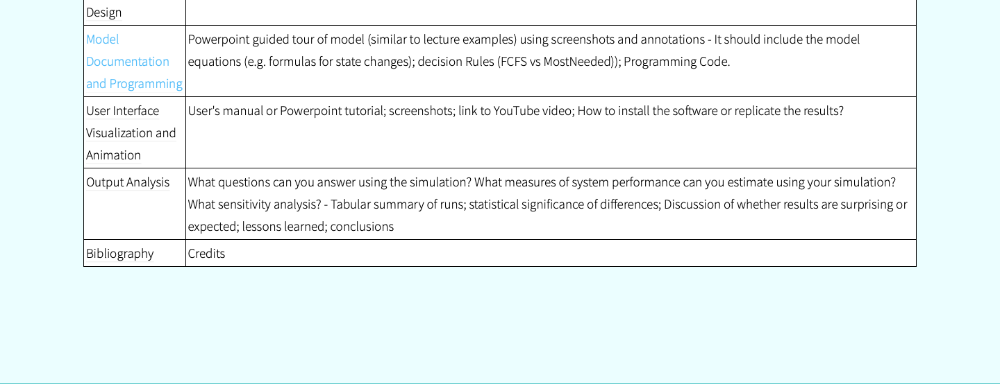 Design
Model
Documentation
and Programming
Powerpoint guided tour of model (similar to lecture examples) using screenshots and annotations - It should include the model
equations (e.g. formulas for state changes); decision Rules (FCFS vs MostNeeded)); Programming Code.
User Interface
Visualization and
Animation
User's manual or Powerpoint tutorial; screenshots; link to YouTube video; How to install the software or replicate the results?
Output Analysis
What questions can you answer using the simulation? What measures of system performance can you estimate using your simulation?
What sensitivity analysis? - Tabular summary of runs; statistical significance of differences; Discussion of whether results are surprising or
expected; lessons learned; conclusions
Bibliography
Credits